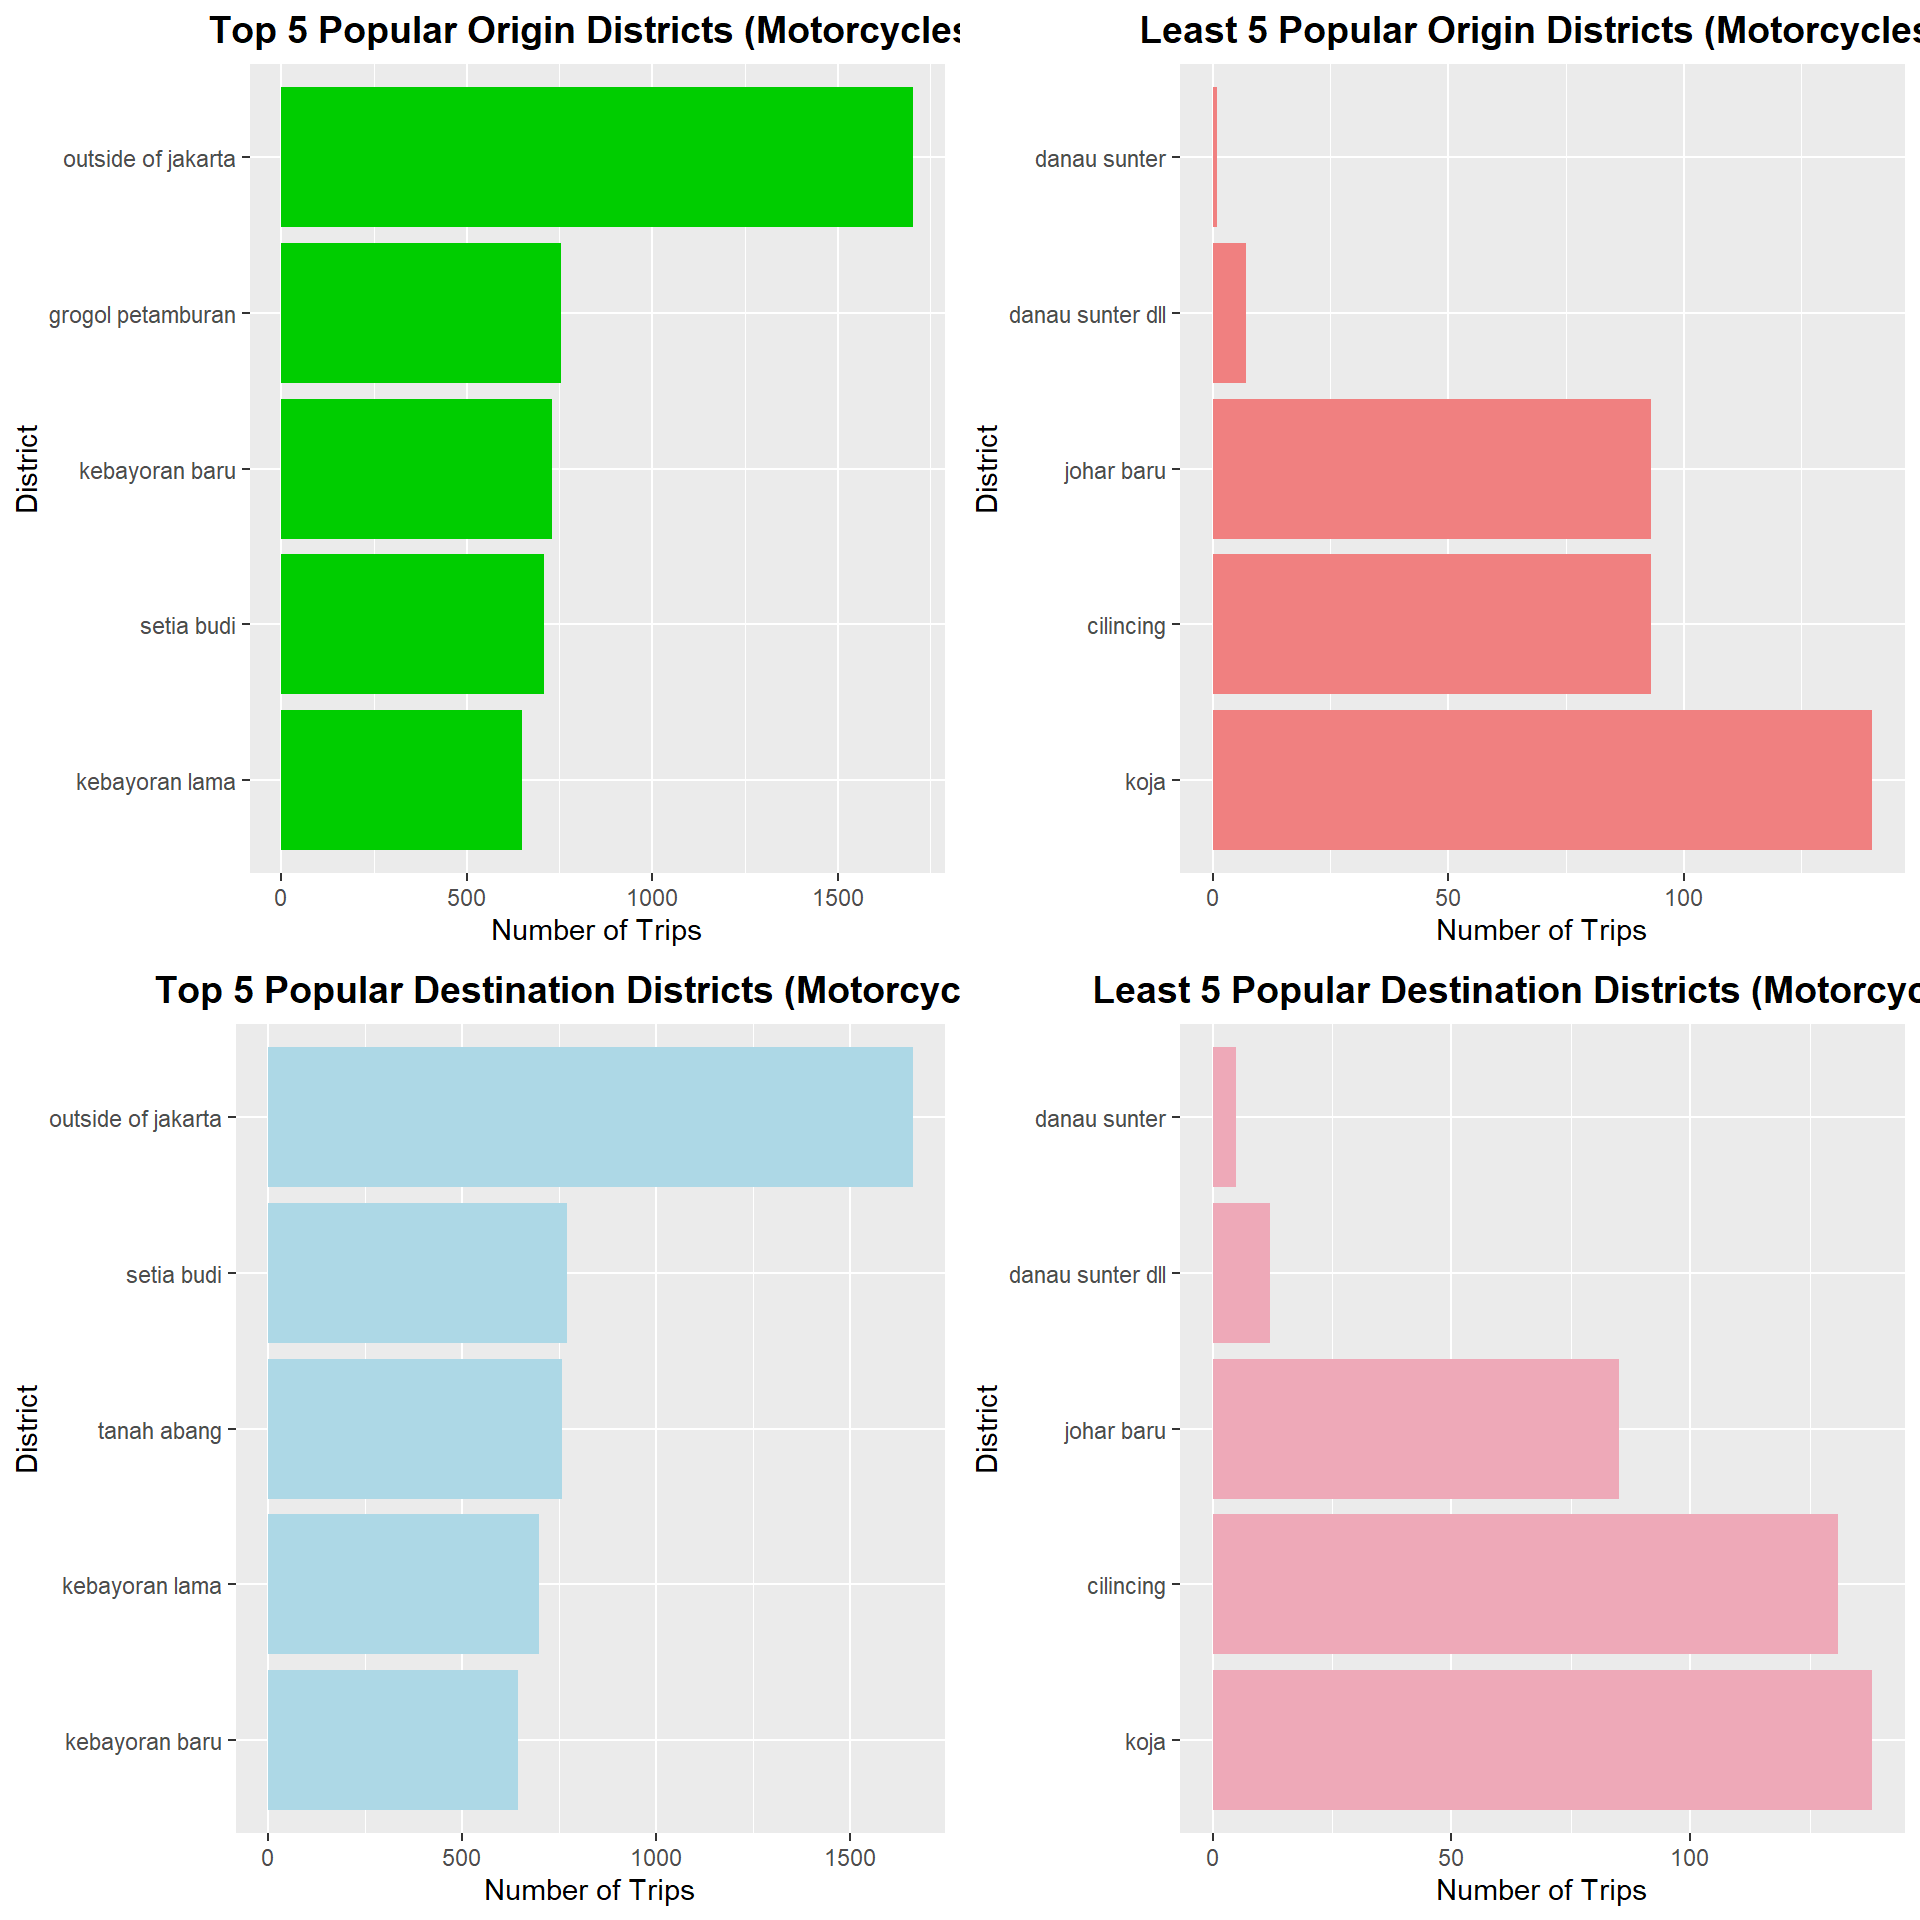 Top 5 Popular Origin Districts (Motorcycles
District
outside of jakarta
grogol petamburan
kebayoran baru
setia budi
kebayoran lama
0 500 1000 1500
Number of Trips
Least 5 Popular Origin Districts (Motorcycles
District
danau sunter
danau sunter dll
johar baru
cilincing
koja
0 50 100
Number of Trips
Top 5 Popular Destination Districts (Motorcyc
District
outside of jakarta
setia budi
tanah abang
kebayoran lama
kebayoran baru
0 500 1000 1500
Number of Trips
Least 5 Popular Destination Districts (Motorcyc
District
danau sunter
danau sunter dll
johar baru
cilincing
koja
0 50 100
Number of Trips